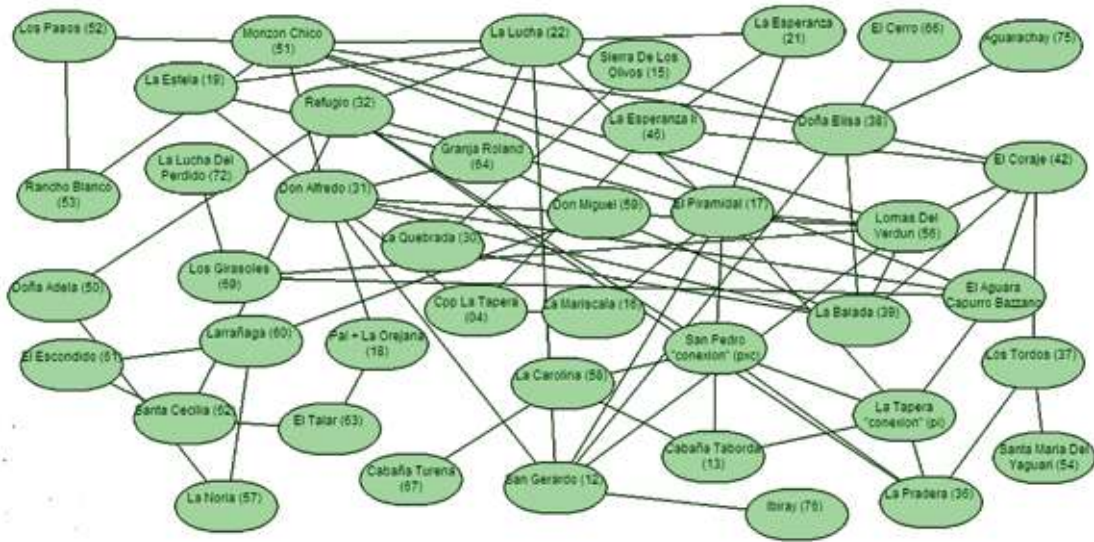 Los Pasos (52)
Monzon Chico
(51)
La Lucha (22)
La Esperanza
(21)
El Cerro (66)
Aguarachay (75)
La Estela (19)
Sierra De Los
Olivos (15)
Refugio (32)
La Esperanza II
(46)
Doña Elisa (38)
La Lucha Del
Perdido (72)
Granja Roland
(64)
El Coraje (42)
Rancho Blanco
(53)
Don Alfredo (31)
Don Miguel (59)
El Piramidal (17)
Lomas Del
Verdun (56)
La Quebrada (30)
Los Girasoles
(69)
Doña Adela (50)
Cpp La Tapera
(04)
La Mariscala (16)
La Balada (39)
El Aguara
Capurro Bazzano
Larrañaga (60)
Pal + La Orejana
(18)
San Pedro
"conexion" (pxc)
El Escondido (61)
La Carolina (58)
Los Tordos (37)
Santa Cecilia (62)
El Talar (63)
La Tapera
"conexion" (pl)
Cabaña Turena
(67)
San Gerardo (12)
Cabaña Taborda
(13)
Santa Maria Del
Yaguari (54)
La Noria (57)
Ibiray (76)
La Pradera (36)